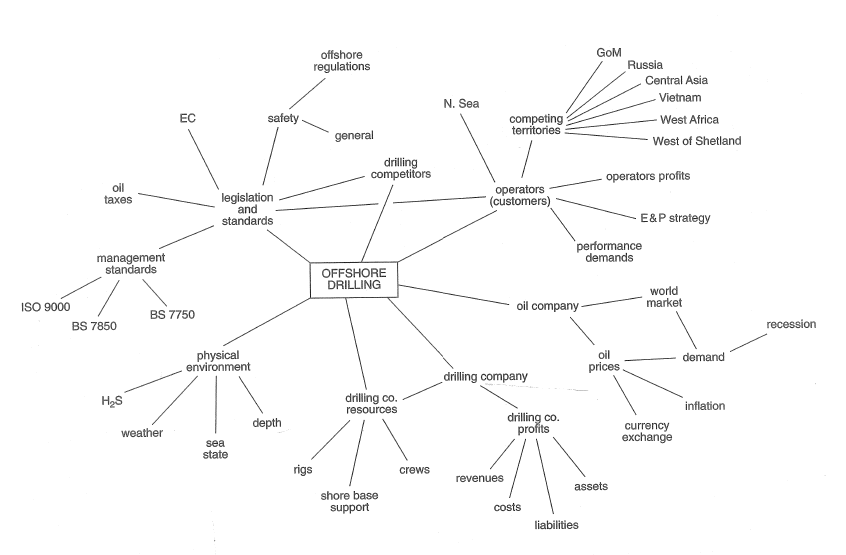 offshore
regulations
EC
safety
general
oil
taxes
legislation
and
standards
drilling
competitors
management
standards
ISO 9000
BS 7850
BS 7750
N. Sea
competing
territories
GoM
Russia
Central Asia
Vietnam
West Africa
West of Shetland
operators
(customers)
operators profits
E&P strategy
performance
demands
OFFSHORE
DRILLING
oil company
world
market
recession
oil
prices
demand
inflation
currency
exchange
physical
environment
H₂S
weather
sea
state
depth
drilling company
drilling co.
resources
rigs
shore base
support
crews
drilling co.
profits
revenues
costs
liabilities
assets